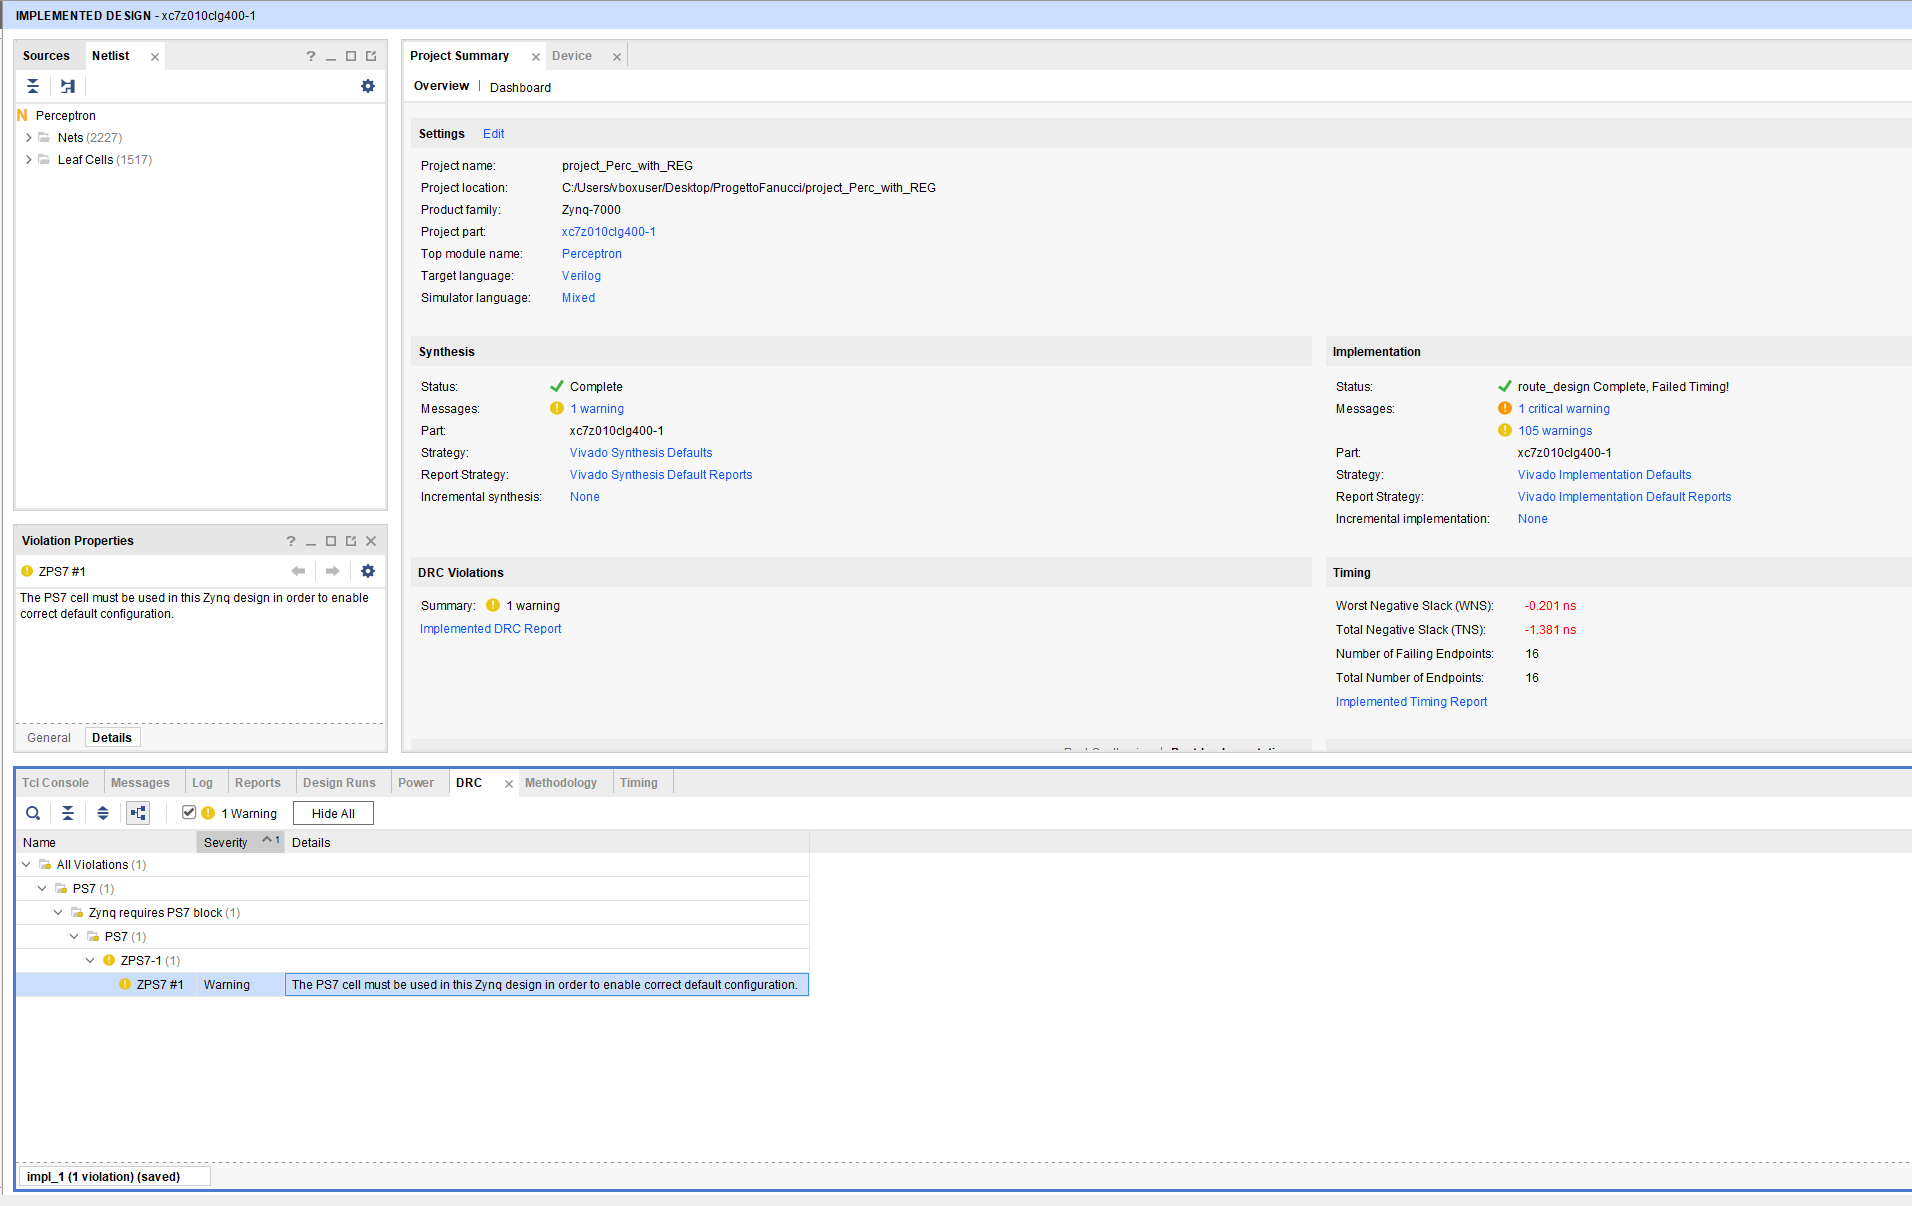 IMPLEMENTED DESIGN - xc7z010clg400-1
Sources
Netlist
Perceptron
Nets (2227)
Leaf Cells (1517)
Violation Properties
ZPS7 #1
The PS7 cell must be used in this Zynq design in order to enable
correct default configuration.
General
Details
Project Summary
Device
Overview | Dashboard
Settings Edit
Project name: project_Perc_with_REG
Project location: C:/Users/vboxuser/Desktop/ProgettoFanucci/project_Perc_with_REG
Product family: Zynq-7000
Project part: xc7z010clg400-1
Top module name: Perceptron
Target language: Verilog
Simulator language: Mixed
Synthesis
Status: Complete
Messages: 1 warning
Part: xc7z010clg400-1
Strategy: Vivado Synthesis Defaults
Report Strategy: Vivado Synthesis Default Reports
Incremental synthesis: None
Implementation
Status: route_design Complete, Failed Timing!
Messages: 1 critical warning
105 warnings
Part: xc7z010clg400-1
Strategy: Vivado Implementation Defaults
Report Strategy: Vivado Implementation Default Reports
Incremental implementation: None
DRC Violations
Summary: 1 warning
Implemented DRC Report
Timing
Worst Negative Slack (WNS): -0.201 ns
Total Negative Slack (TNS): -1.381 ns
Number of Failing Endpoints: 16
Total Number of Endpoints: 16
Implemented Timing Report
Tcl Console
Messages
Log
Reports
Design Runs
Power
DRC
Methodology
Timing
1 Warning
Hide All
Name Severity 1 Details
All Violations (1)
PS7 (1)
Zynq requires PS7 block (1)
PS7 (1)
ZPS7-1 (1)
ZPS7 #1 Warning The PS7 cell must be used in this Zynq design in order to enable correct default configuration.
impl_1 (1 violation) (saved)